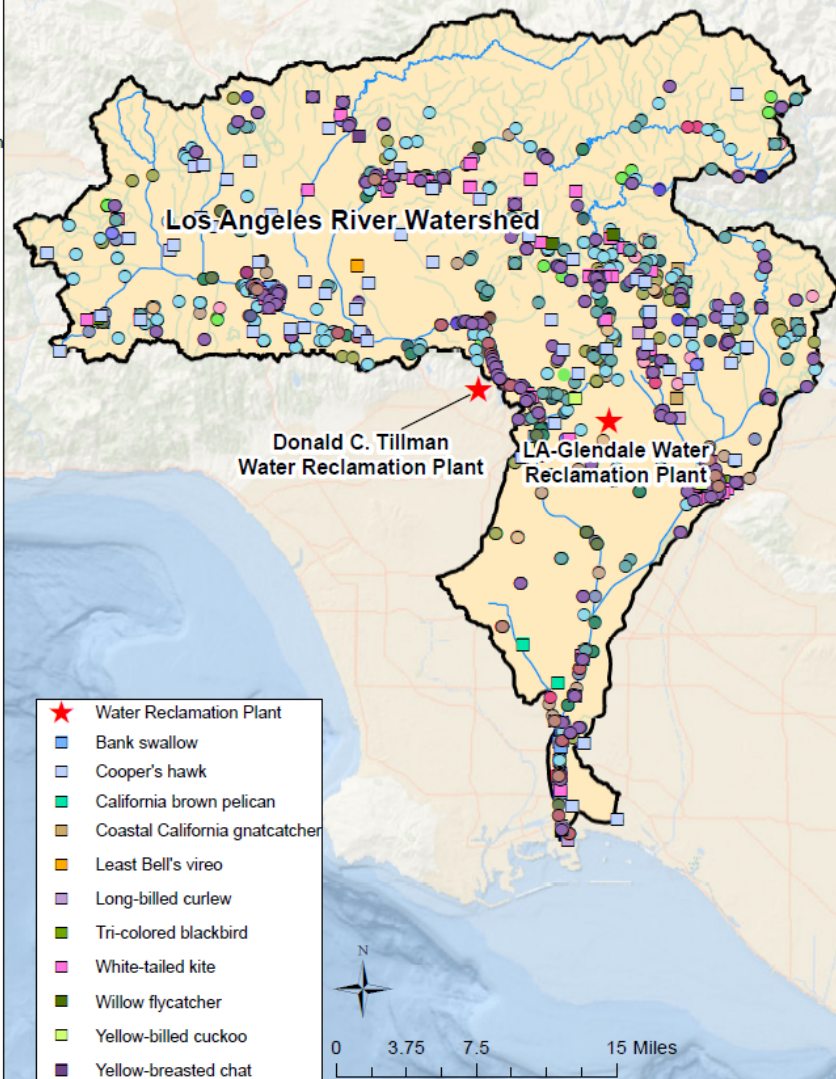 Los Angeles River Watershed
Donald C. Tillman
Water Reclamation Plant
LA-Glendale Water
Reclamation Plant
Water Reclamation Plant
Bank swallow
Cooper's hawk
California brown pelican
Coastal California gnatcatcher
Least Bell's vireo
Long-billed curlew
Tri-colored blackbird
White-tailed kite
Willow flycatcher
Yellow-billed cuckoo
Yellow-breasted chat
N
0 3.75 7.5 15 Miles